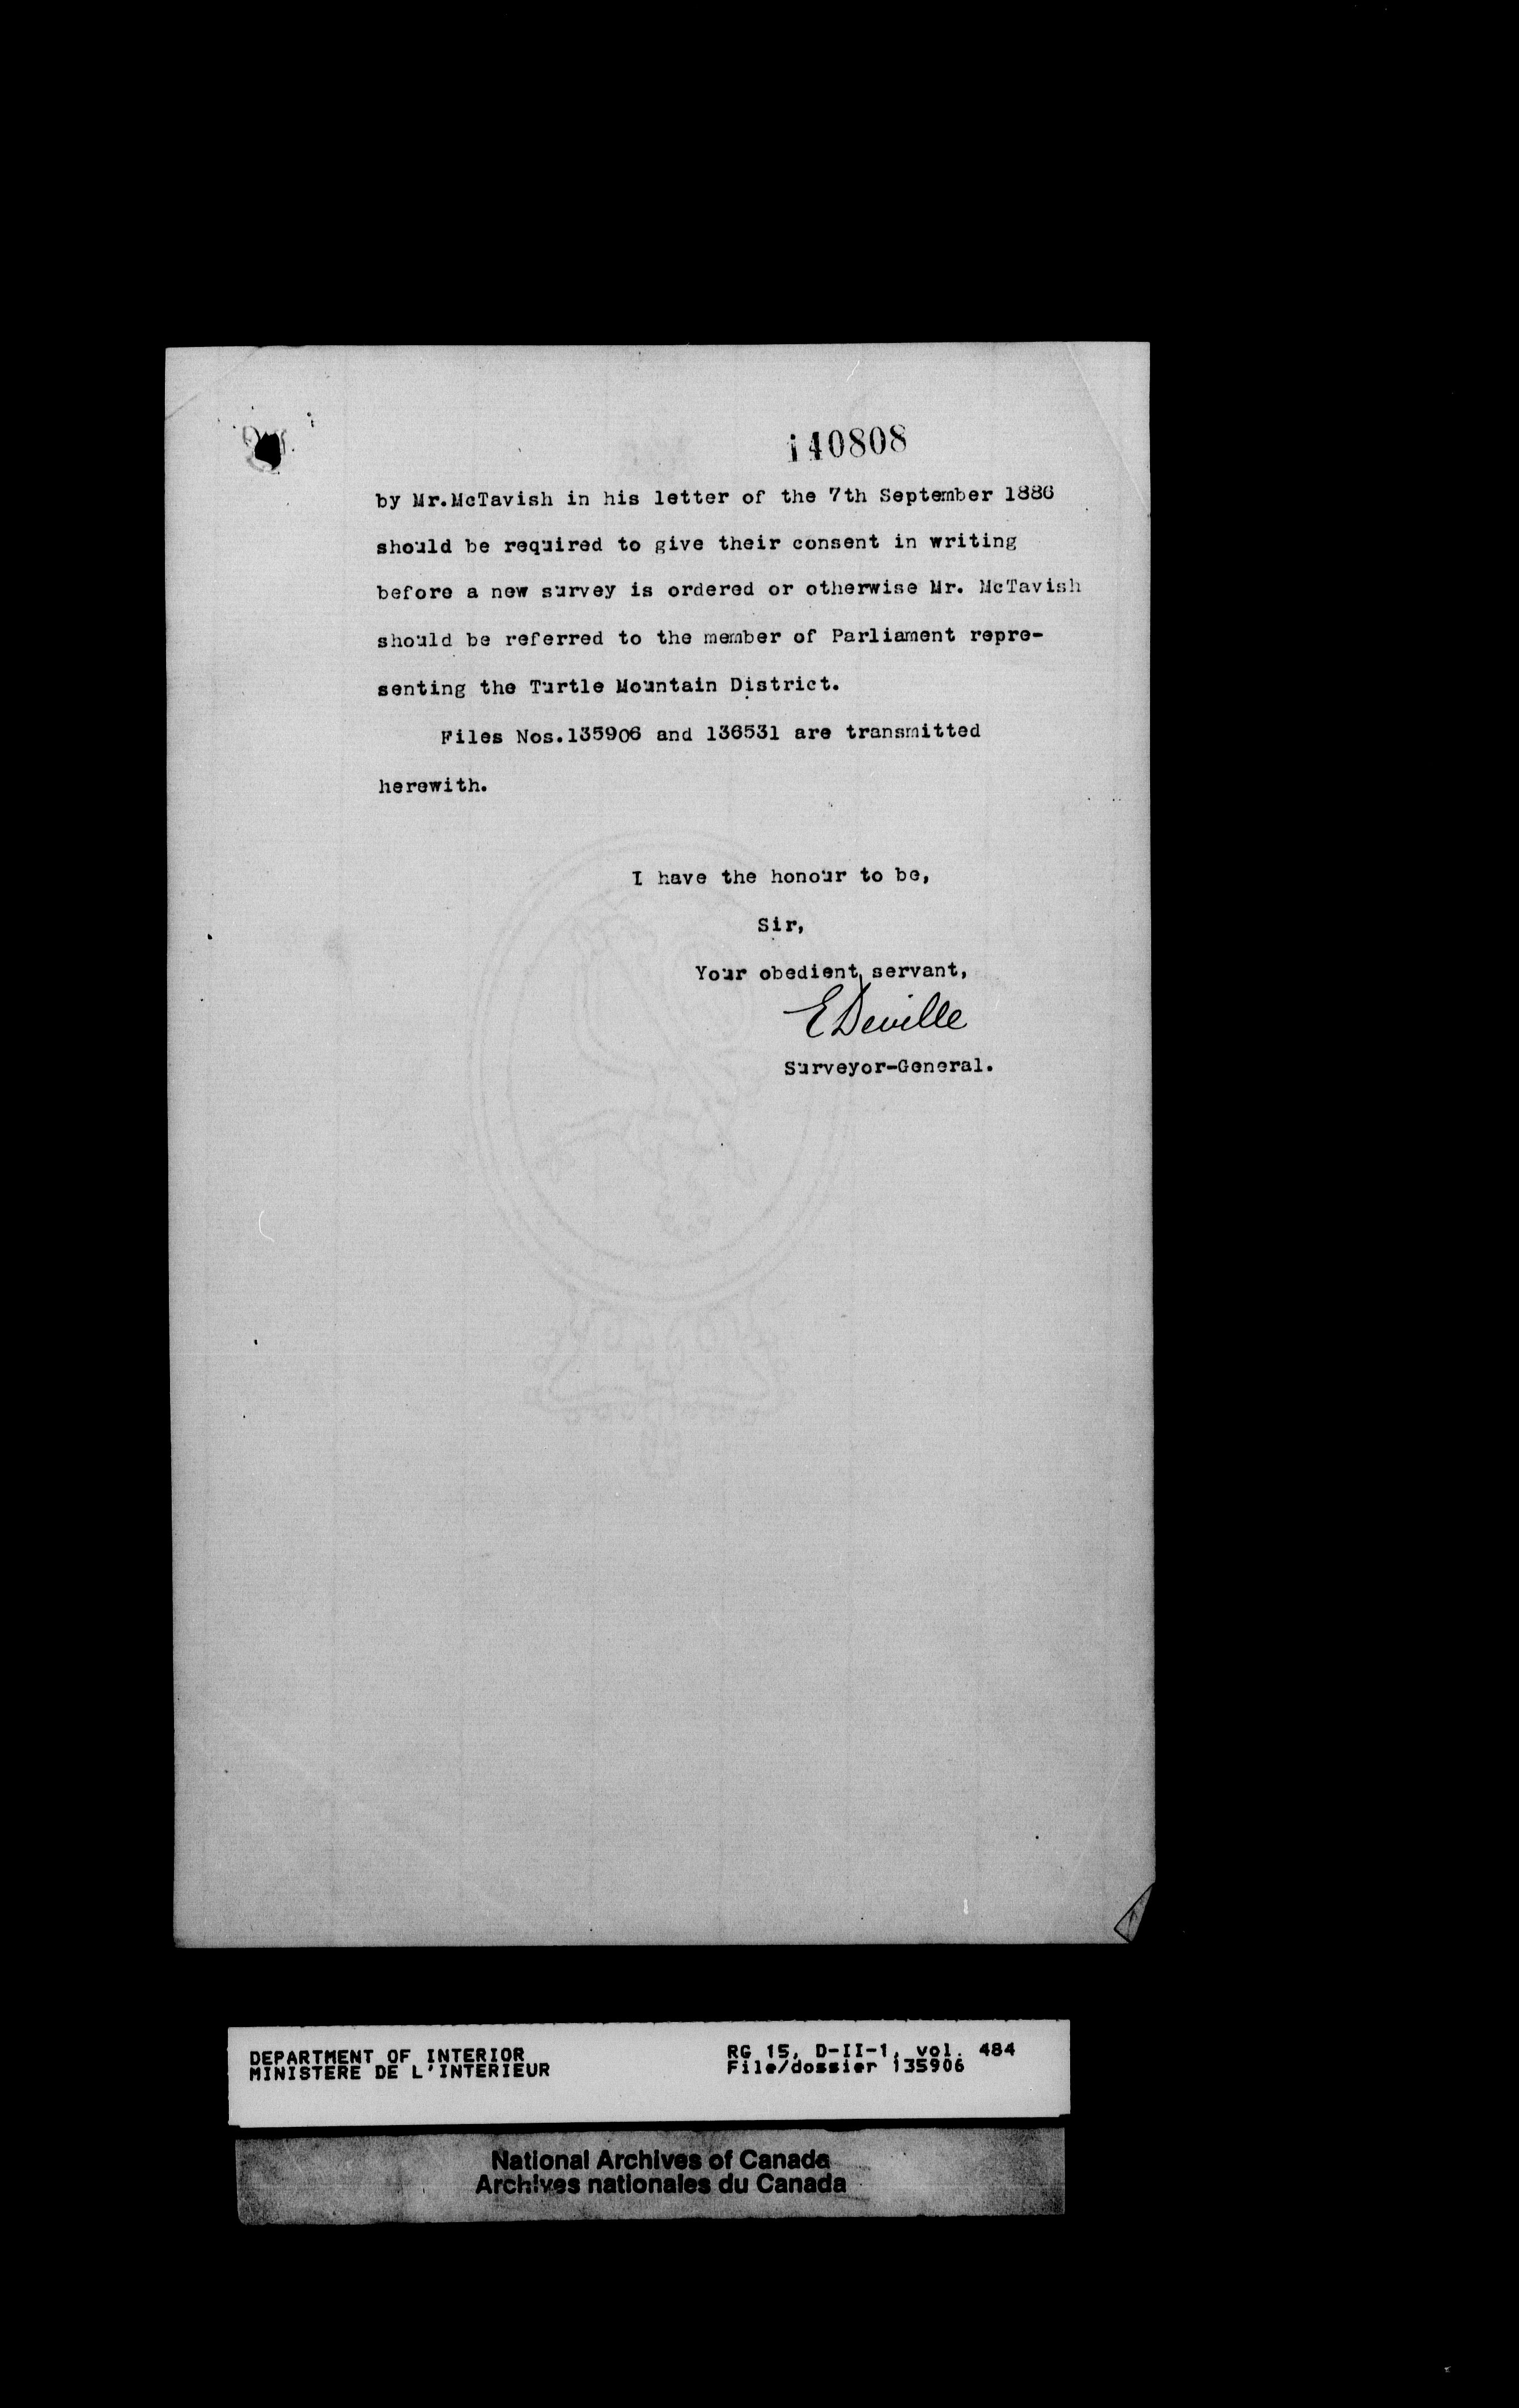 140808
by Mr.McTavish in his letter of the 7th September 1886
should be required to give their consent in writing
before a new survey is ordered or otherwise Mr. McTavish
should be referred to the member of Parliament repre-
senting the Turtle Mountain District.
Files Nos.135906 and 136531 are transmitted
herewith.
I have the honour to be,
Sir,
Your obedient servant,
E Deville
Surveyor-General.
DEPARTMENT OF INTERIOR
MINISTERE DE L'INTERIEUR
RG 15, D-II-1, vol. 484
File/dossier 135906
National Archives of Canada
Archives nationales du Canada